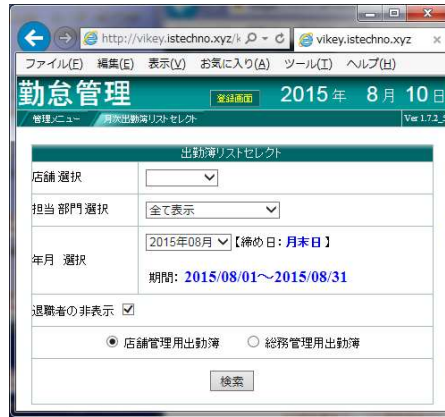 http://vikey.istechno.xyz/k
vikey.istechno.xyz ×
ファイル(F) 編集(E) 表示(V) お気に入り(A) ツール(T) ヘルプ(H)
勤怠管理 登録画面 2015年 8月 10日
管理メニュー 月次出勤簿リストセレクト Ver 1.7.2_
出勤簿リストセレクト
店舗選択
担当部門選択 全て表示
2015年08月 【締め日:月末日】
年月 選択
期間: 2015/08/01～2015/08/31
退職者の非表示
店舗管理用出勤簿 総務管理用出勤簿
検索